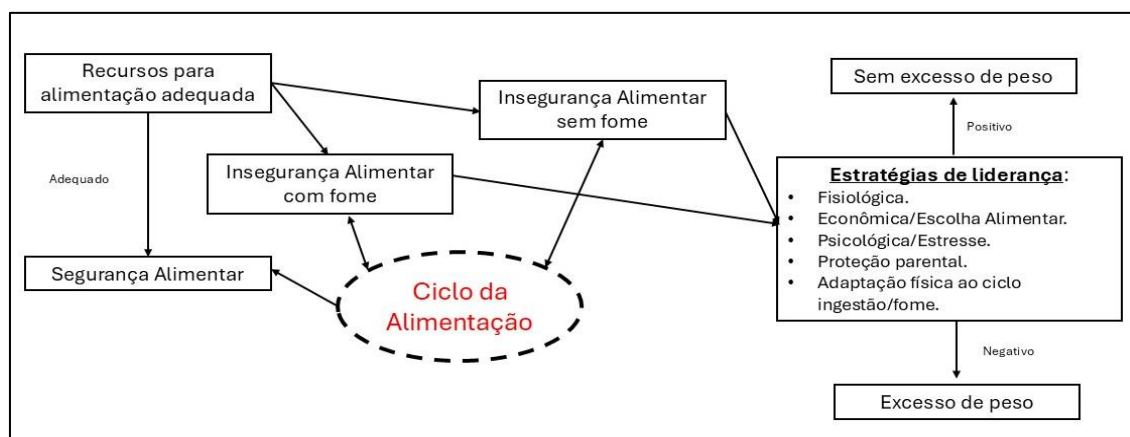 Recursos para
alimentação adequada
Insegurança Alimentar
sem fome
Sem excesso de peso
Positivo
Adequado
Insegurança Alimentar
com fome
Estratégias de liderança:
• Fisiológica.
• Econômica/Escolha Alimentar.
• Psicológica/Estresse.
• Proteção parental.
• Adaptação física ao ciclo
ingestão/fome.
Segurança Alimentar
Ciclo da
Alimentação
Negativo
Excesso de peso